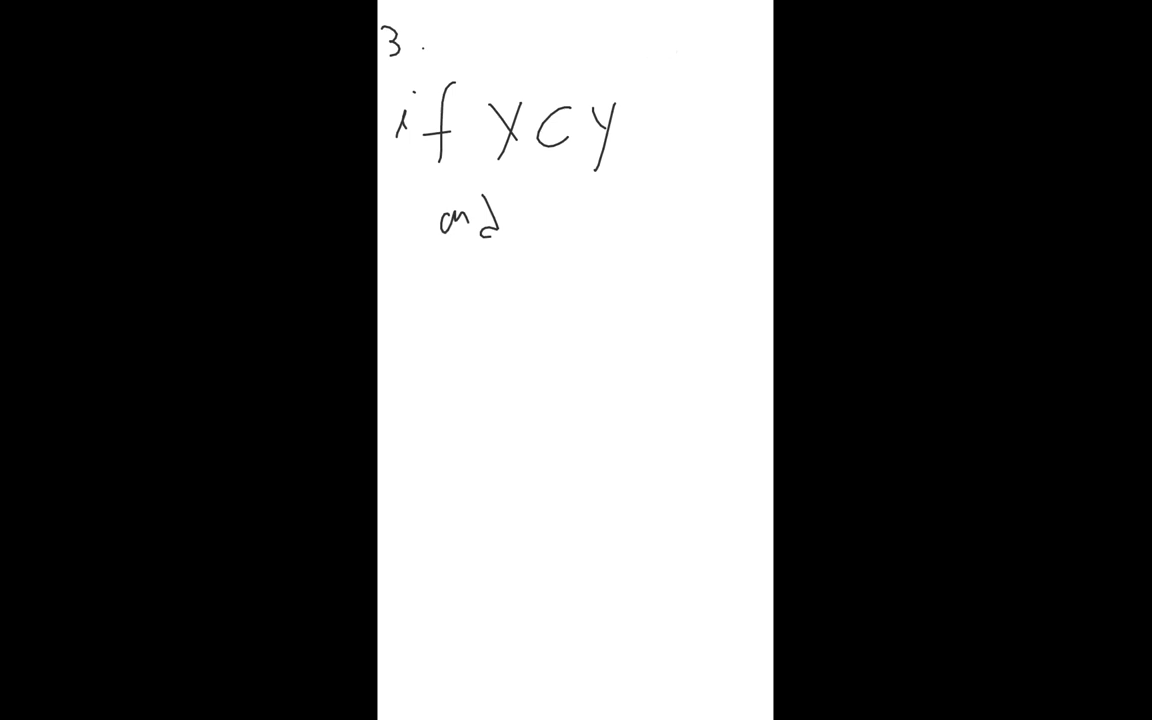 3.
if X ⊂ Y
and